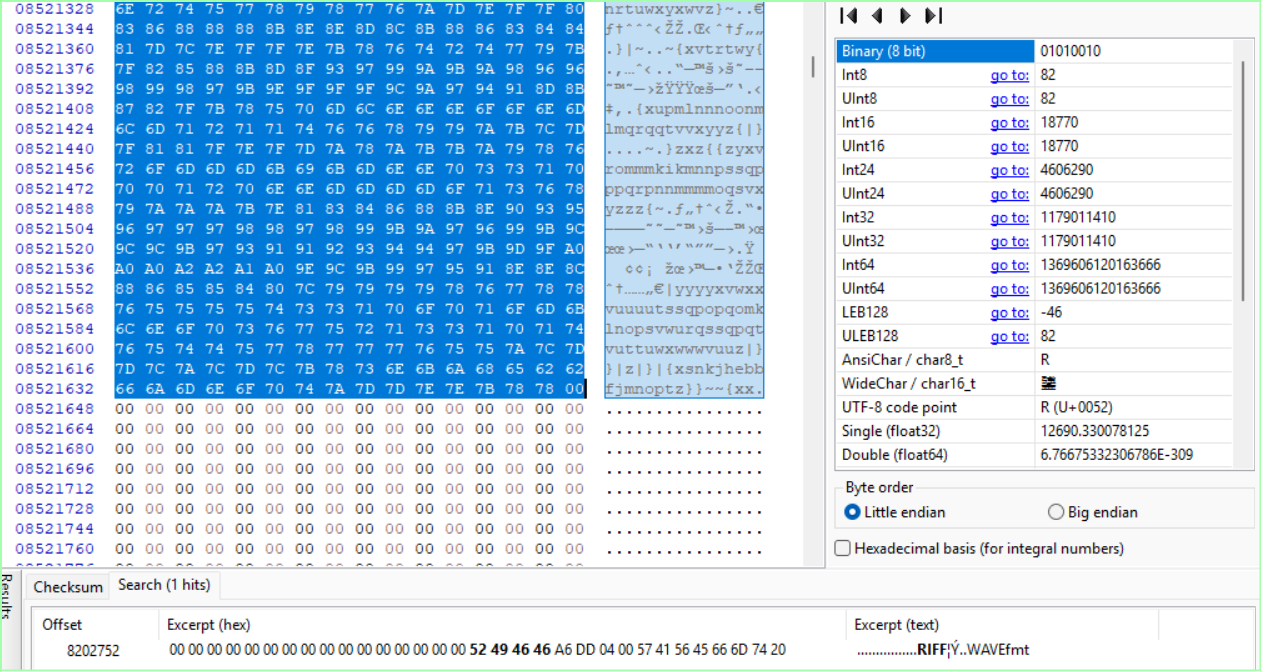 08521328 6E 72 74 75 77 78 79 78 77 76 7A 7D 7E 7F 7F 80 nrtuwxyxwvz}~..€
08521344 83 86 88 88 88 8B 8E 8E 8D 8C 8B 88 86 83 84 84 ƒ†ˆˆˆ‹ŽŽ.Œ‹ˆ†ƒ„„
08521360 81 7D 7C 7E 7F 7F 7E 7B 78 76 74 72 74 77 79 7B .}|~..~{xvtrtwy{
08521376 7F 82 85 88 8B 8D 8F 93 97 99 9A 9B 9A 98 96 96 .‚…ˆ‹..“—™š›š˜––
08521392 98 99 98 97 9B 9E 9F 9F 9F 9C 9A 97 94 91 8D 8B ˜™˜—›žŸŸŸœš—”‘.‹
08521408 87 82 7F 7B 78 75 70 6D 6C 6E 6E 6E 6F 6F 6E 6D ‡‚.{xupmlnnnoonm
08521424 6C 6D 71 72 71 71 74 76 76 78 79 79 7A 7B 7C 7D lmqrqqtvvxyyz{|}
08521440 7F 81 81 7F 7E 7F 7D 7A 78 7A 7B 7B 7A 79 78 76 ....~.}zxz{{zyxv
08521456 72 6F 6D 6D 6D 6B 69 6B 6D 6E 6E 70 73 73 71 70 rommmkikmnnpssqp
08521472 70 70 71 72 70 6E 6E 6D 6D 6D 6D 6F 71 73 76 78 ppqrpnnmmmmoqsvx
08521488 79 7A 7A 7A 7B 7E 81 83 84 86 88 8B 8E 90 93 95 yzzz{~.ƒ„†ˆ‹Ž.“•
08521504 96 97 97 97 98 98 97 98 99 9B 9A 97 96 99 9B 9C –———˜˜—˜™›š—–™›œ
08521520 9C 9C 9B 97 93 91 91 92 93 94 94 97 9B 9D 9F A0 œœ›—“‘‘’“””—›.Ÿ
08521536 A0 A0 A2 A2 A1 A0 9E 9C 9B 99 97 95 91 8E 8E 8C ¢¢¡ žœ›™—•‘ŽŽŒ
08521552 88 86 85 85 84 80 7C 79 79 79 79 78 76 77 78 78 ˆ†……„€|yyyyxvwxx
08521568 76 75 75 75 75 74 73 73 71 70 6F 70 71 6F 6D 6B vuuuutssqpopqomk
08521584 6C 6E 6F 70 73 76 77 75 72 71 73 73 71 70 71 74 lnopsvwurqssqpqt
08521600 76 75 74 74 75 77 78 77 77 77 76 75 75 7A 7C 7D vuttuwxwwwvuuz|}
08521616 7D 7C 7A 7C 7D 7C 7B 78 73 6E 6B 6A 68 65 62 62 }|z|}|{xsnkjhebb
08521632 66 6A 6D 6E 6F 70 74 7A 7D 7D 7E 7E 7B 78 78 00 fjmnoptz}}~~{xx.
08521648 00 00 00 00 00 00 00 00 00 00 00 00 00 00 00 00 ................
08521664 00 00 00 00 00 00 00 00 00 00 00 00 00 00 00 00 ................
08521680 00 00 00 00 00 00 00 00 00 00 00 00 00 00 00 00 ................
08521696 00 00 00 00 00 00 00 00 00 00 00 00 00 00 00 00 ................
08521712 00 00 00 00 00 00 00 00 00 00 00 00 00 00 00 00 ................
08521728 00 00 00 00 00 00 00 00 00 00 00 00 00 00 00 00 ................
08521744 00 00 00 00 00 00 00 00 00 00 00 00 00 00 00 00 ................
08521760 00 00 00 00 00 00 00 00 00 00 00 00 00 00 00 00 ................
Binary (8 bit) 01010010
Int8 go to: 82
UInt8 go to: 82
Int16 go to: 18770
UInt16 go to: 18770
Int24 go to: 4606290
UInt24 go to: 4606290
Int32 go to: 1179011410
UInt32 go to: 1179011410
Int64 go to: 1369606120163666
UInt64 go to: 1369606120163666
LEB128 go to: -46
ULEB128 go to: 82
AnsiChar / char8_t R
WideChar / char16_t
UTF-8 code point R (U+0052)
Single (float32) 12690.330078125
Double (float64) 6.76675332306786E-309
Byte order
Little endian Big endian
Hexadecimal basis (for integral numbers)
Results
Checksum Search (1 hits)
Offset Excerpt (hex) Excerpt (text)
8202752 00 00 00 00 00 00 00 00 00 00 00 00 00 00 00 00 52 49 46 46 A6 DD 04 00 57 41 56 45 66 6D 74 20 ................RIFF¦Ý..WAVEfmt